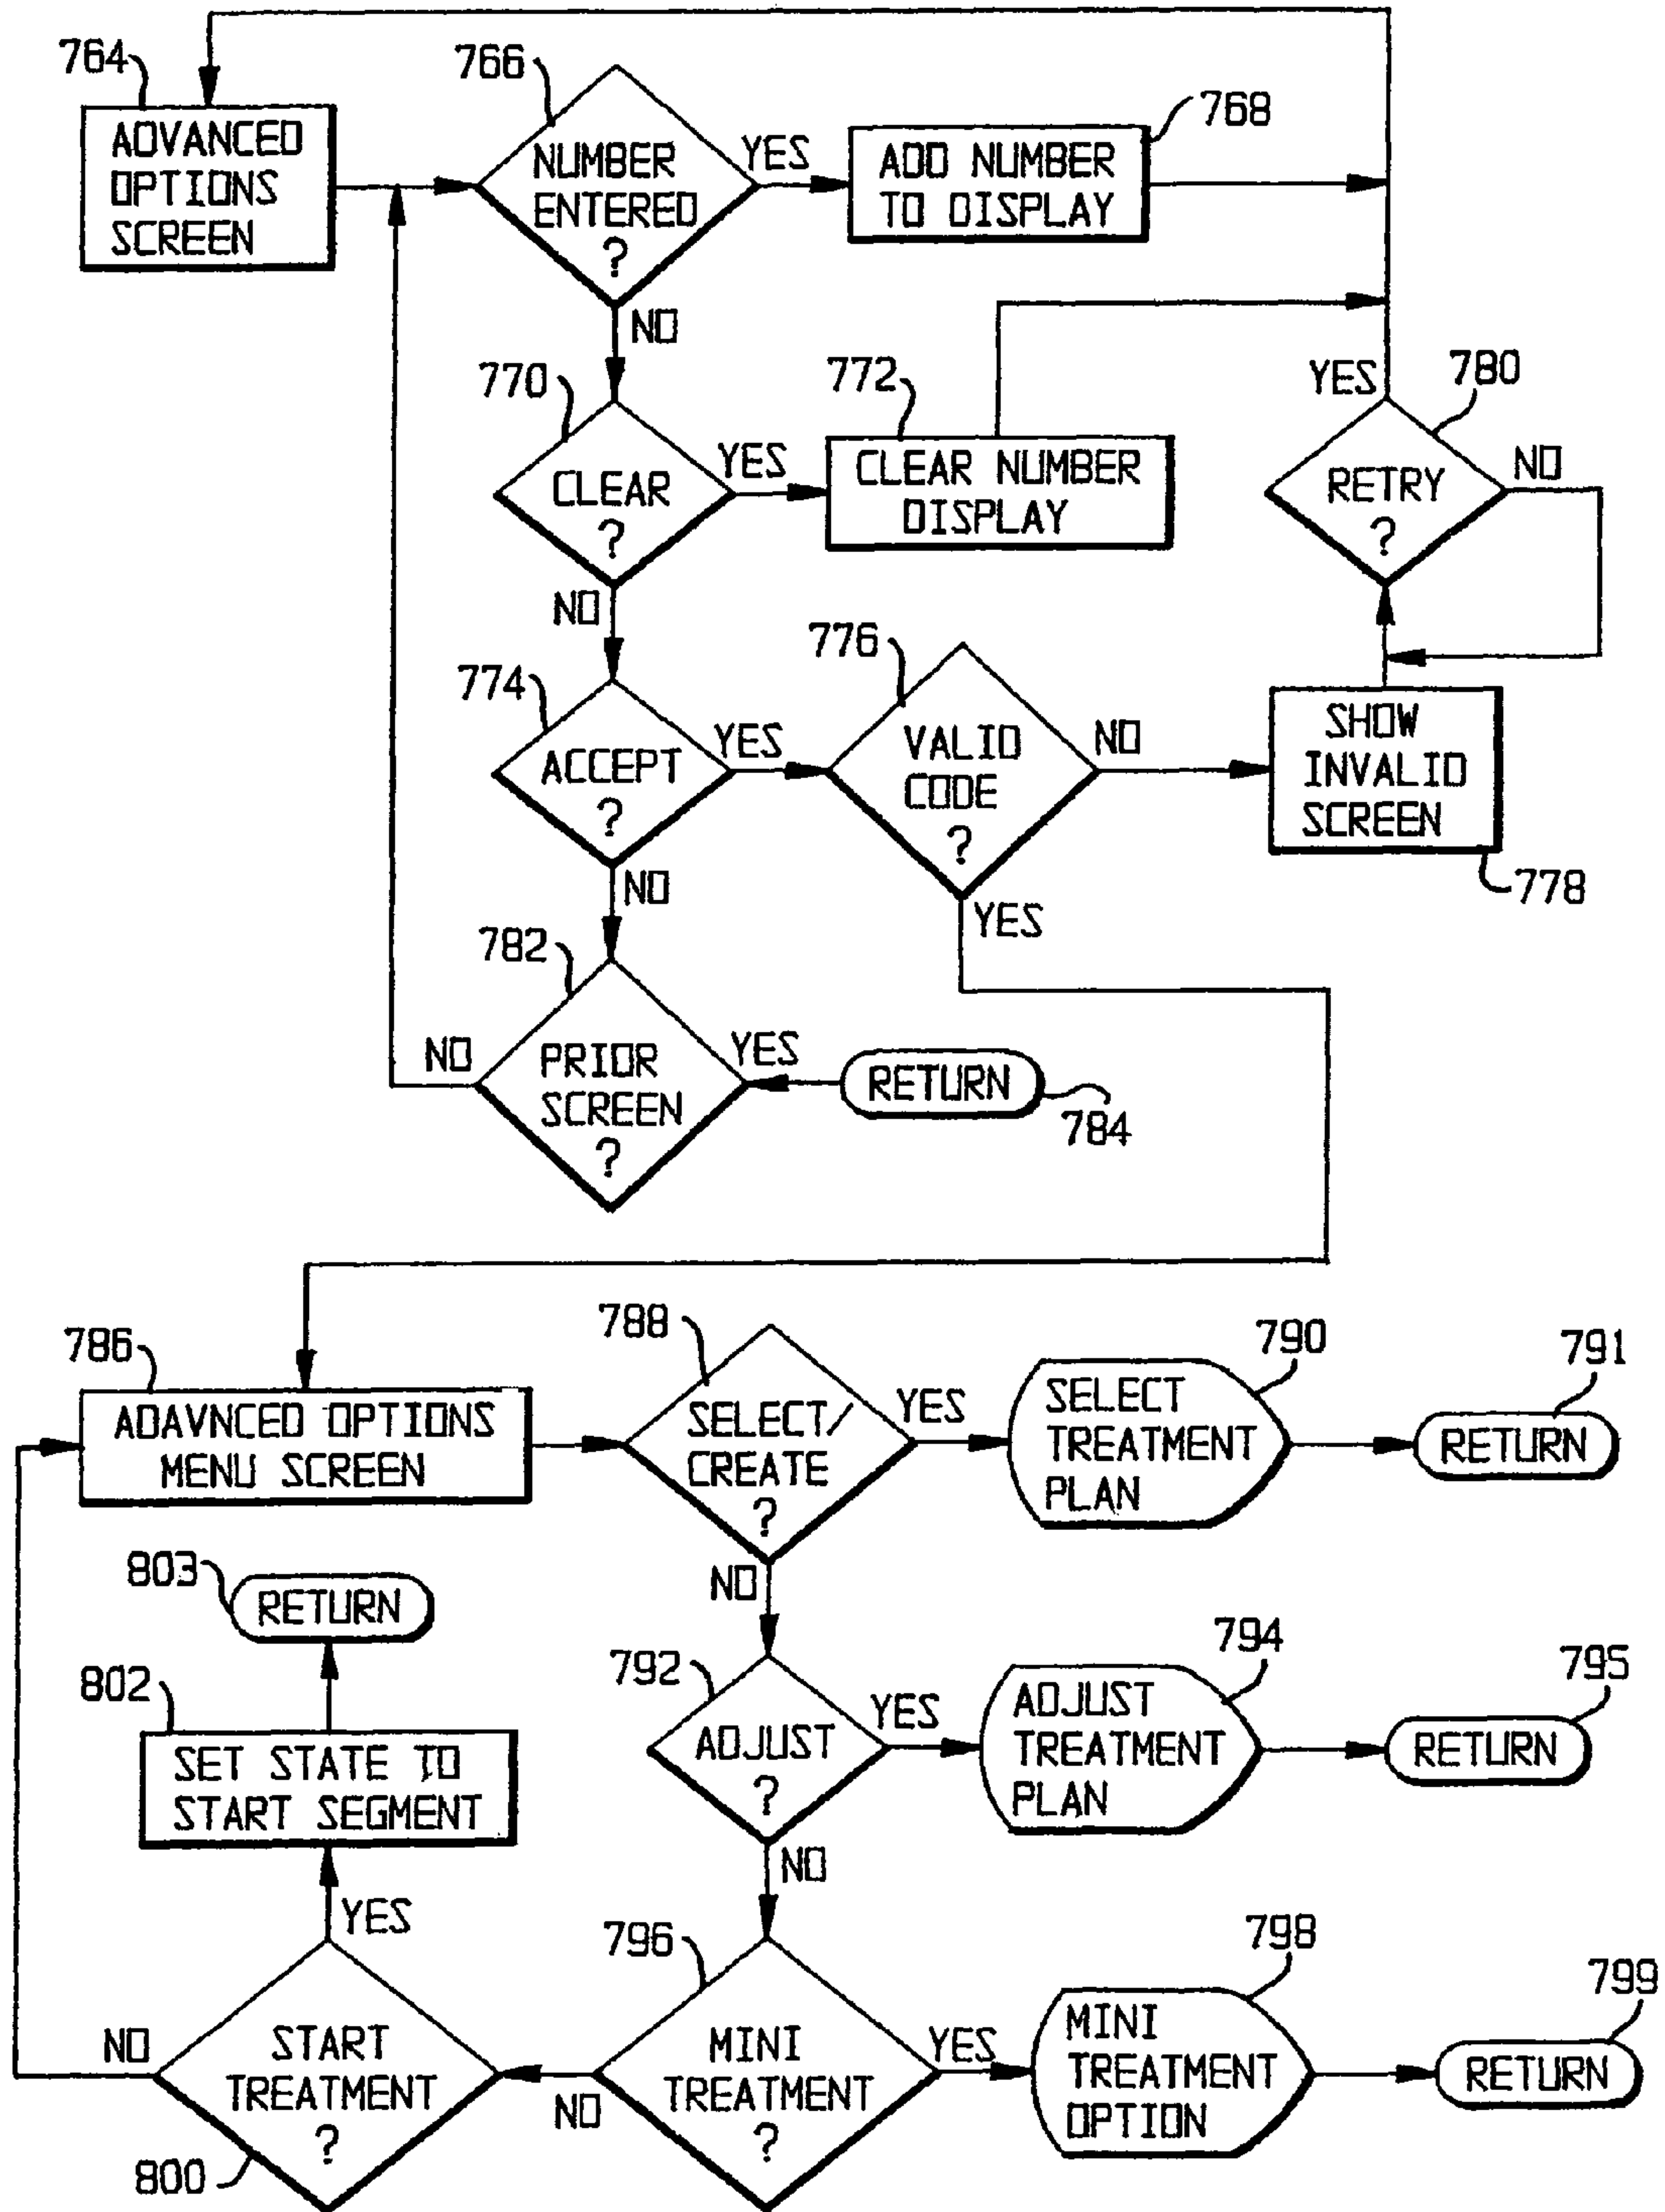 764
ADVANCED
OPTIONS
SCREEN
766
NUMBER
ENTERED
?
YES
768
ADD NUMBER
TO DISPLAY
NO
770
CLEAR
?
YES
772
CLEAR NUMBER
DISPLAY
YES
780
RETRY
?
NO
NO
774
ACCEPT
?
YES
776
VALID
CODE
?
NO
SHOW
INVALID
SCREEN
778
NO
YES
782
PRIOR
SCREEN
?
NO
YES
RETURN
784
786
ADAVNCED OPTIONS
MENU SCREEN
788
SELECT/
CREATE
?
YES
790
SELECT
TREATMENT
PLAN
791
RETURN
NO
792
ADJUST
?
YES
794
ADJUST
TREATMENT
PLAN
795
RETURN
803
RETURN
802
SET STATE TO
START SEGMENT
YES
NO
796
MINI
TREATMENT
?
YES
798
MINI
TREATMENT
OPTION
799
RETURN
NO
START
TREATMENT
?
NO
800